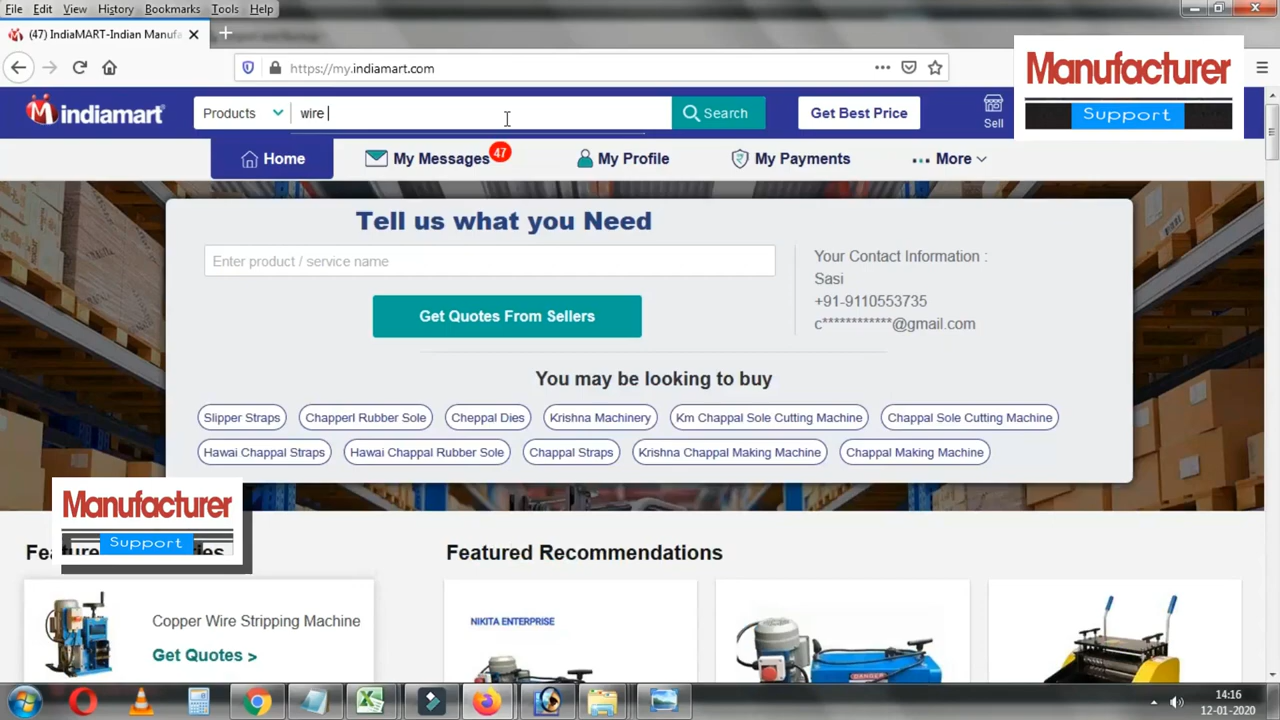 File Edit View History Bookmarks Tools Help
(47) IndiaMART-Indian Manufa
https://my.indiamart.com
Manufacturer
Support
indiamart
Products
wire
Search
Get Best Price
Sell
Home
My Messages 47
My Profile
My Payments
More
Tell us what you Need
Enter product / service name
Get Quotes From Sellers
Your Contact Information :
Sasi
+91-9110553735
c************@gmail.com
You may be looking to buy
Slipper Straps
Chapperl Rubber Sole
Cheppal Dies
Krishna Machinery
Km Chappal Sole Cutting Machine
Chappal Sole Cutting Machine
Hawai Chappal Straps
Hawai Chappal Rubber Sole
Chappal Straps
Krishna Chappal Making Machine
Chappal Making Machine
Manufacturer
Support
Featured Recommendations
Copper Wire Stripping Machine
Get Quotes >
NIKITA ENTERPRISE
DANGER
14:16
12-01-2020